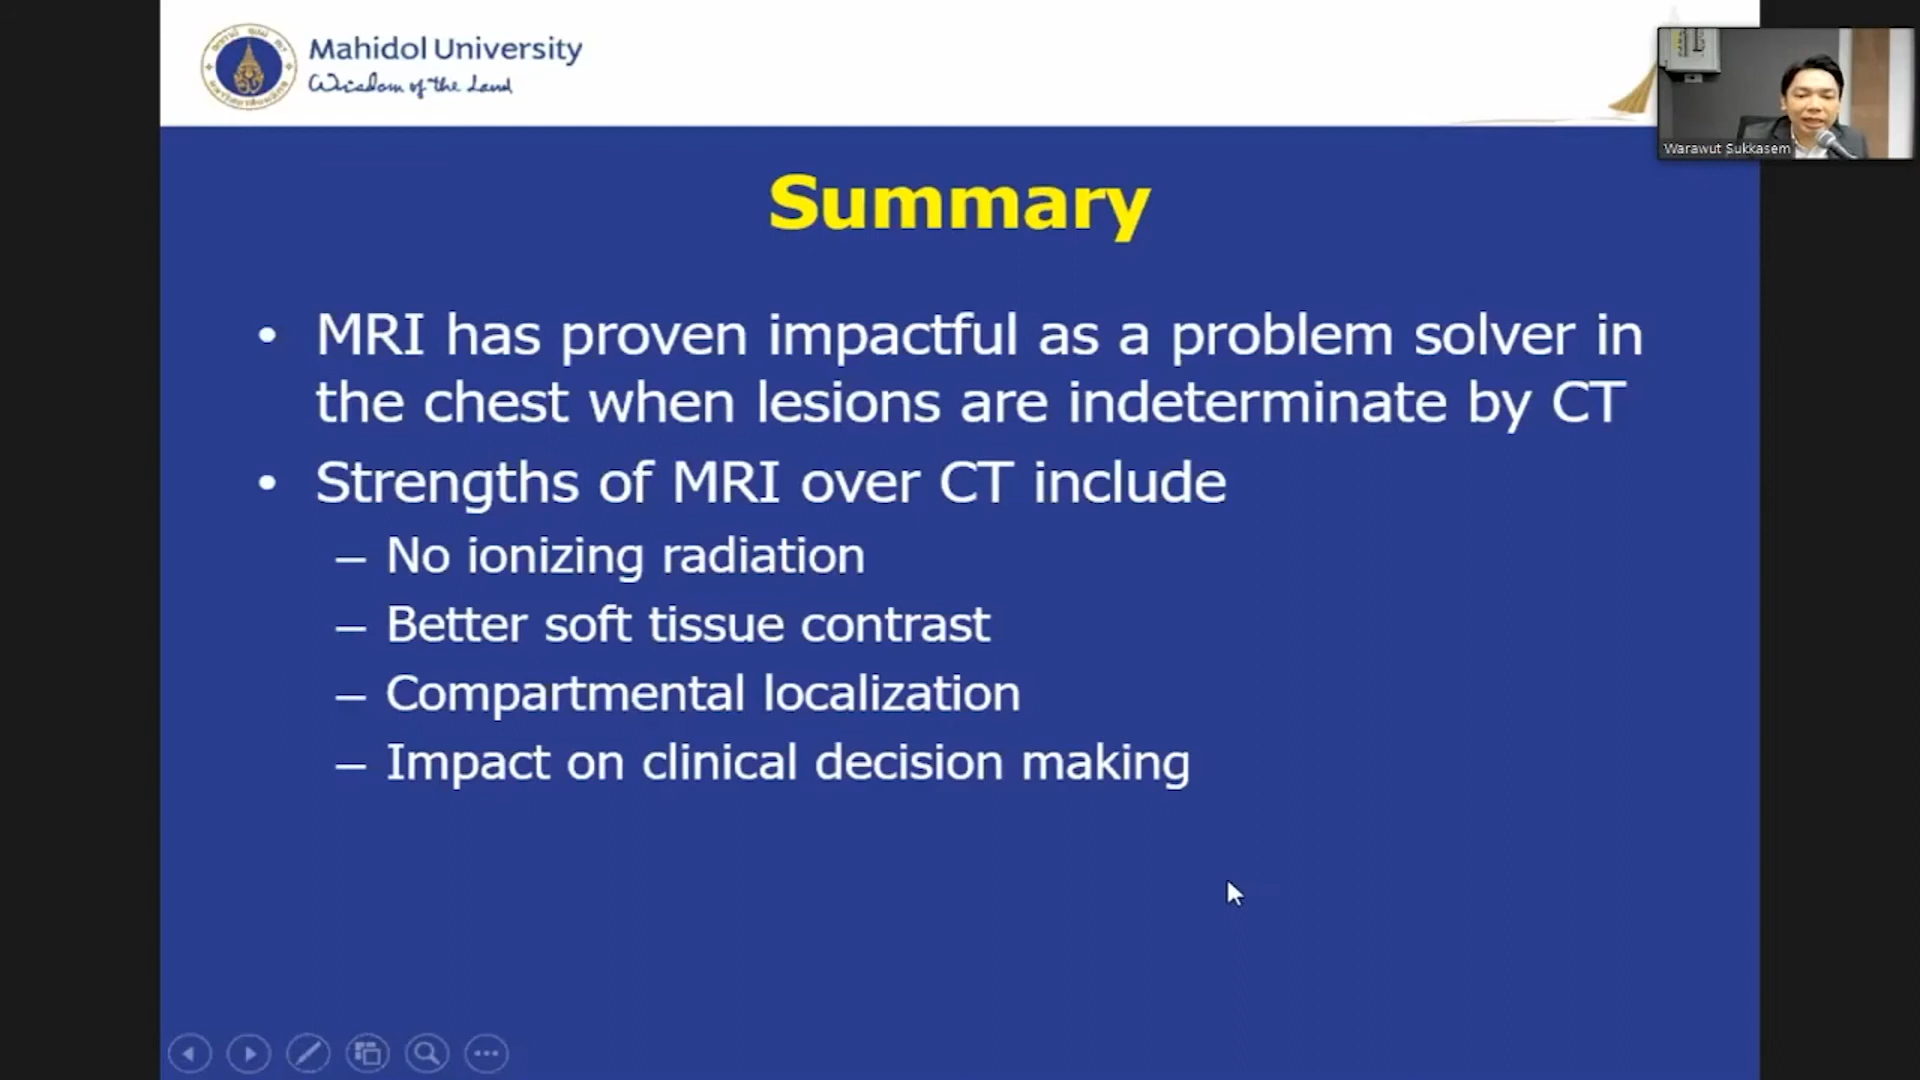 Mahidol University
Wisdom of the Land
Warawut Sukkasem
Summary
• MRI has proven impactful as a problem solver in
the chest when lesions are indeterminate by CT
• Strengths of MRI over CT include
– No ionizing radiation
– Better soft tissue contrast
– Compartmental localization
– Impact on clinical decision making